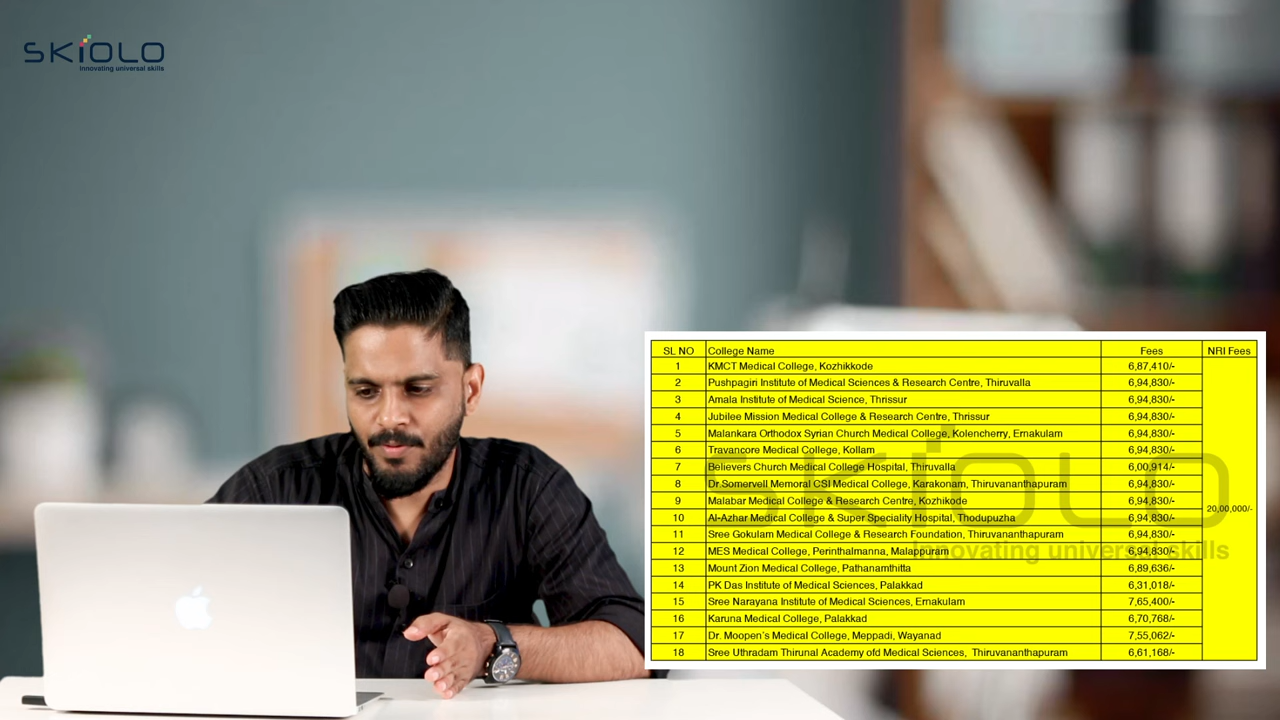 SKIOLO
innovating universal skills
SL NO College Name Fees NRI Fees
1 KMCT Medical College, Kozhikkode 6,87,410/-
2 Pushpagiri Institute of Medical Sciences & Research Centre, Thiruvalla 6,94,830/-
3 Amala Institute of Medical Science, Thrissur 6,94,830/-
4 Jubilee Mission Medical College & Research Centre, Thrissur 6,94,830/-
5 Malankara Orthodox Syrian Church Medical College, Kolencherry, Ernakulam 6,94,830/-
6 Travancore Medical College, Kollam 6,94,830/-
7 Believers Church Medical College Hospital, Thiruvalla 6,00,914/-
8 Dr.Somervell Memoral CSI Medical College, Karakonam, Thiruvananthapuram 6,94,830/-
9 Malabar Medical College & Research Centre, Kozhikode 6,94,830/-
20,00,000/-
10 Al-Azhar Medical College & Super Speciality Hospital, Thodupuzha 6,94,830/-
11 Sree Gokulam Medical College & Research Foundation, Thiruvananthapuram 6,94,830/-
12 MES Medical College, Perinthalmanna, Malappuram 6,94,830/-
13 Mount Zion Medical College, Pathanamthitta 6,89,636/-
14 PK Das Institute of Medical Sciences, Palakkad 6,31,018/-
15 Sree Narayana Institute of Medical Sciences, Ernakulam 7,65,400/-
16 Karuna Medical College, Palakkad 6,70,768/-
17 Dr. Moopen's Medical College, Meppadi, Wayanad 7,55,062/-
18 Sree Uthradam Thirunal Academy ofd Medical Sciences, Thiruvananthapuram 6,61,168/-
SKIOLO
innovating universal skills